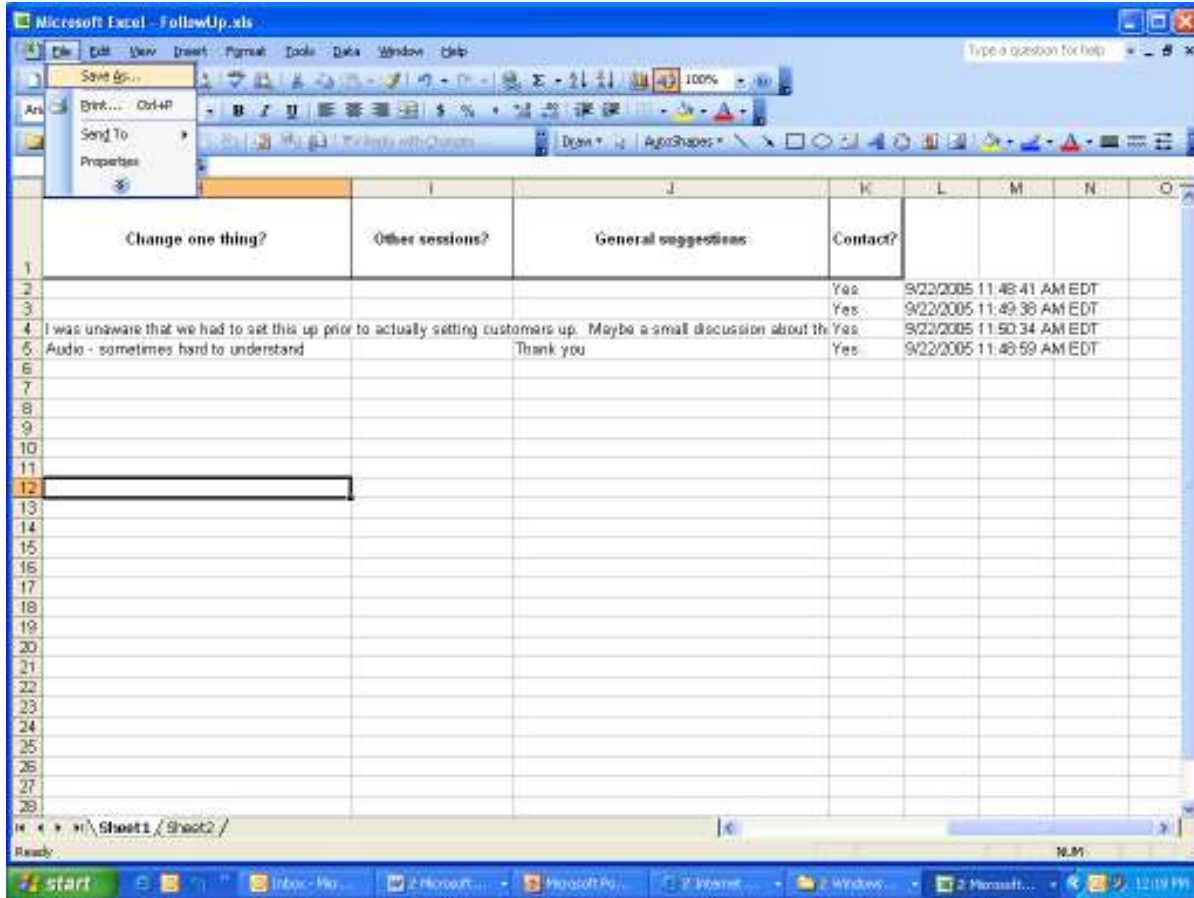 Microsoft Excel - FollowUp.xls
File Edit View Insert Format Tools Data Window Help Type a question for help
Save As...
100%
Print... Ctrl+P
Send To
Reply with Changes...
Draw AutoShapes
Properties
H I J K L M N O
1 Change one thing? Other sessions? General suggestions Contact?
2 Yes 9/22/2005 11:48:41 AM EDT
3 Yes 9/22/2005 11:49:38 AM EDT
4 I was unaware that we had to set this up prior to actually setting customers up. Maybe a small discussion about th Yes 9/22/2005 11:50:34 AM EDT
5 Audio - sometimes hard to understand Thank you Yes 9/22/2005 11:48:59 AM EDT
6
7
8
9
10
11
12
13
14
15
16
17
18
19
20
21
22
23
24
25
26
27
28
Sheet1 / Sheet2 /
Ready NUM
start Inbox - Mic... 2 Microsoft... Microsoft Po... 2 Internet... 2 Windows... 2 Microsoft... 12:09 PM